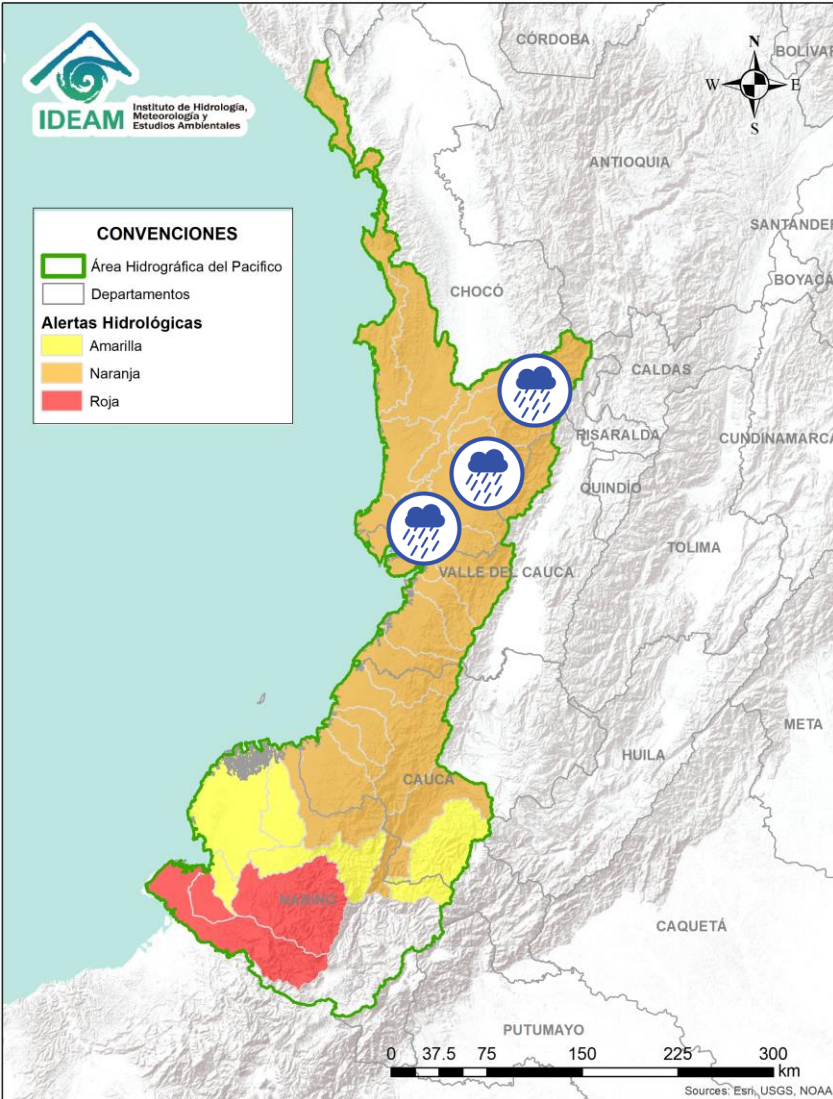 IDEAM
Instituto de Hidrología,
Meteorología y
Estudios Ambientales
N
W
E
S
CONVENCIONES
Área Hidrográfica del Pacifico
Departamentos
Alertas Hidrológicas
Amarilla
Naranja
Roja
CÓRDOBA
BOLÍVAR
ANTIOQUIA
SANTANDER
BOYACÁ
CHOCÓ
CALDAS
RISARALDA
CUNDINAMARCA
QUINDÍO
TOLIMA
VALLE DEL CAUCA
META
HUILA
CAUCA
NARIÑO
CAQUETÁ
PUTUMAYO
0 37.5 75 150 225 300
km
Sources: Esri, USGS, NOAA